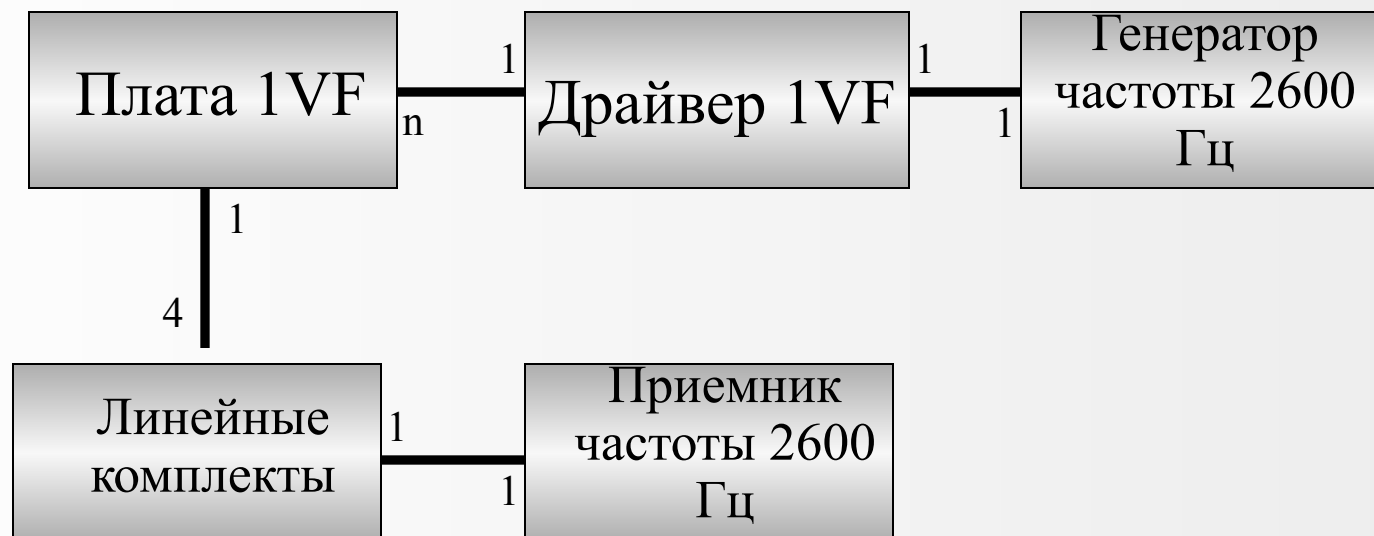 Плата 1VF
1
n
Драйвер 1VF
1
1
Генератор
частоты 2600
Гц
1
4
Линейные
комплекты
1
1
Приемник
частоты 2600
Гц